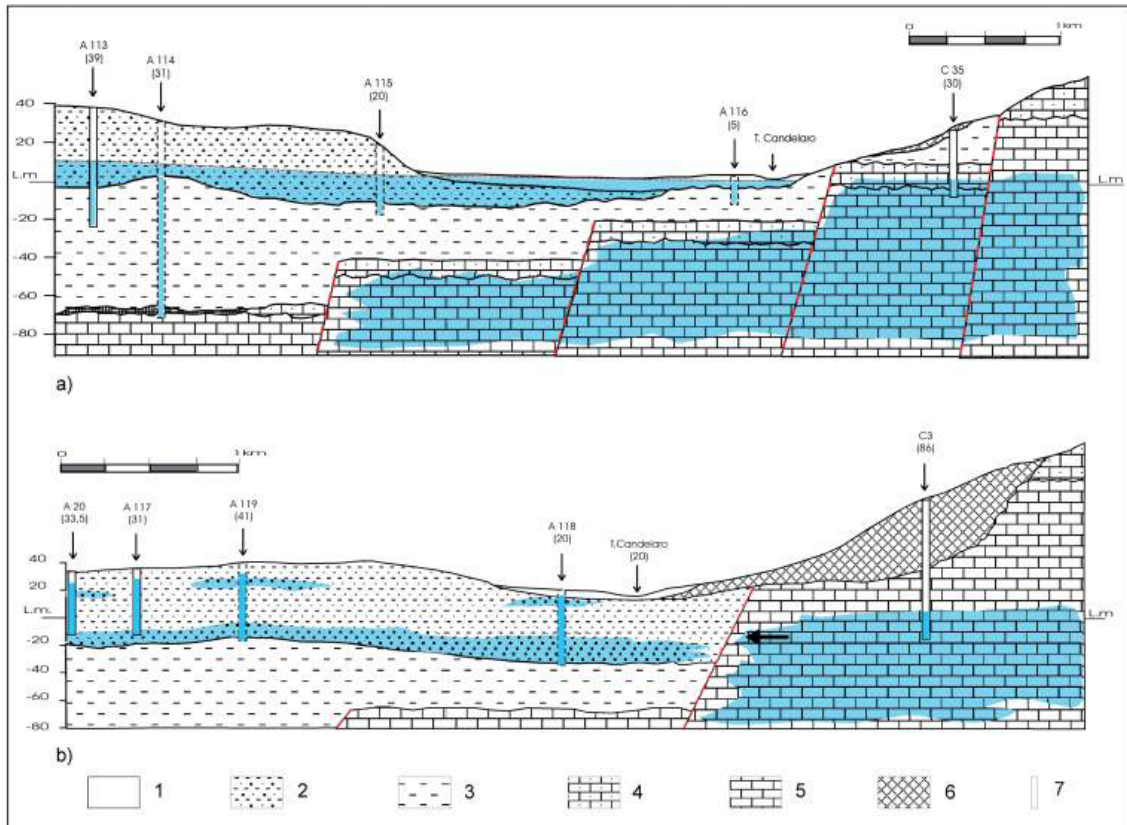 0 1 km
A 113
(39)
A 114
(31)
A 115
(20)
A 116
(5)
T. Candelaro
C 35
(30)
40
20
L.m
-20
-40
-60
-80
L.m
a)
0 1 km
A 20
(33,5)
A 117
(31)
A 119
(41)
A 118
(20)
T.Candelaro
(20)
C3
(86)
40
20
L.m.
-20
-40
-60
-80
L.m
b)
1 2 3 4 5 6 7